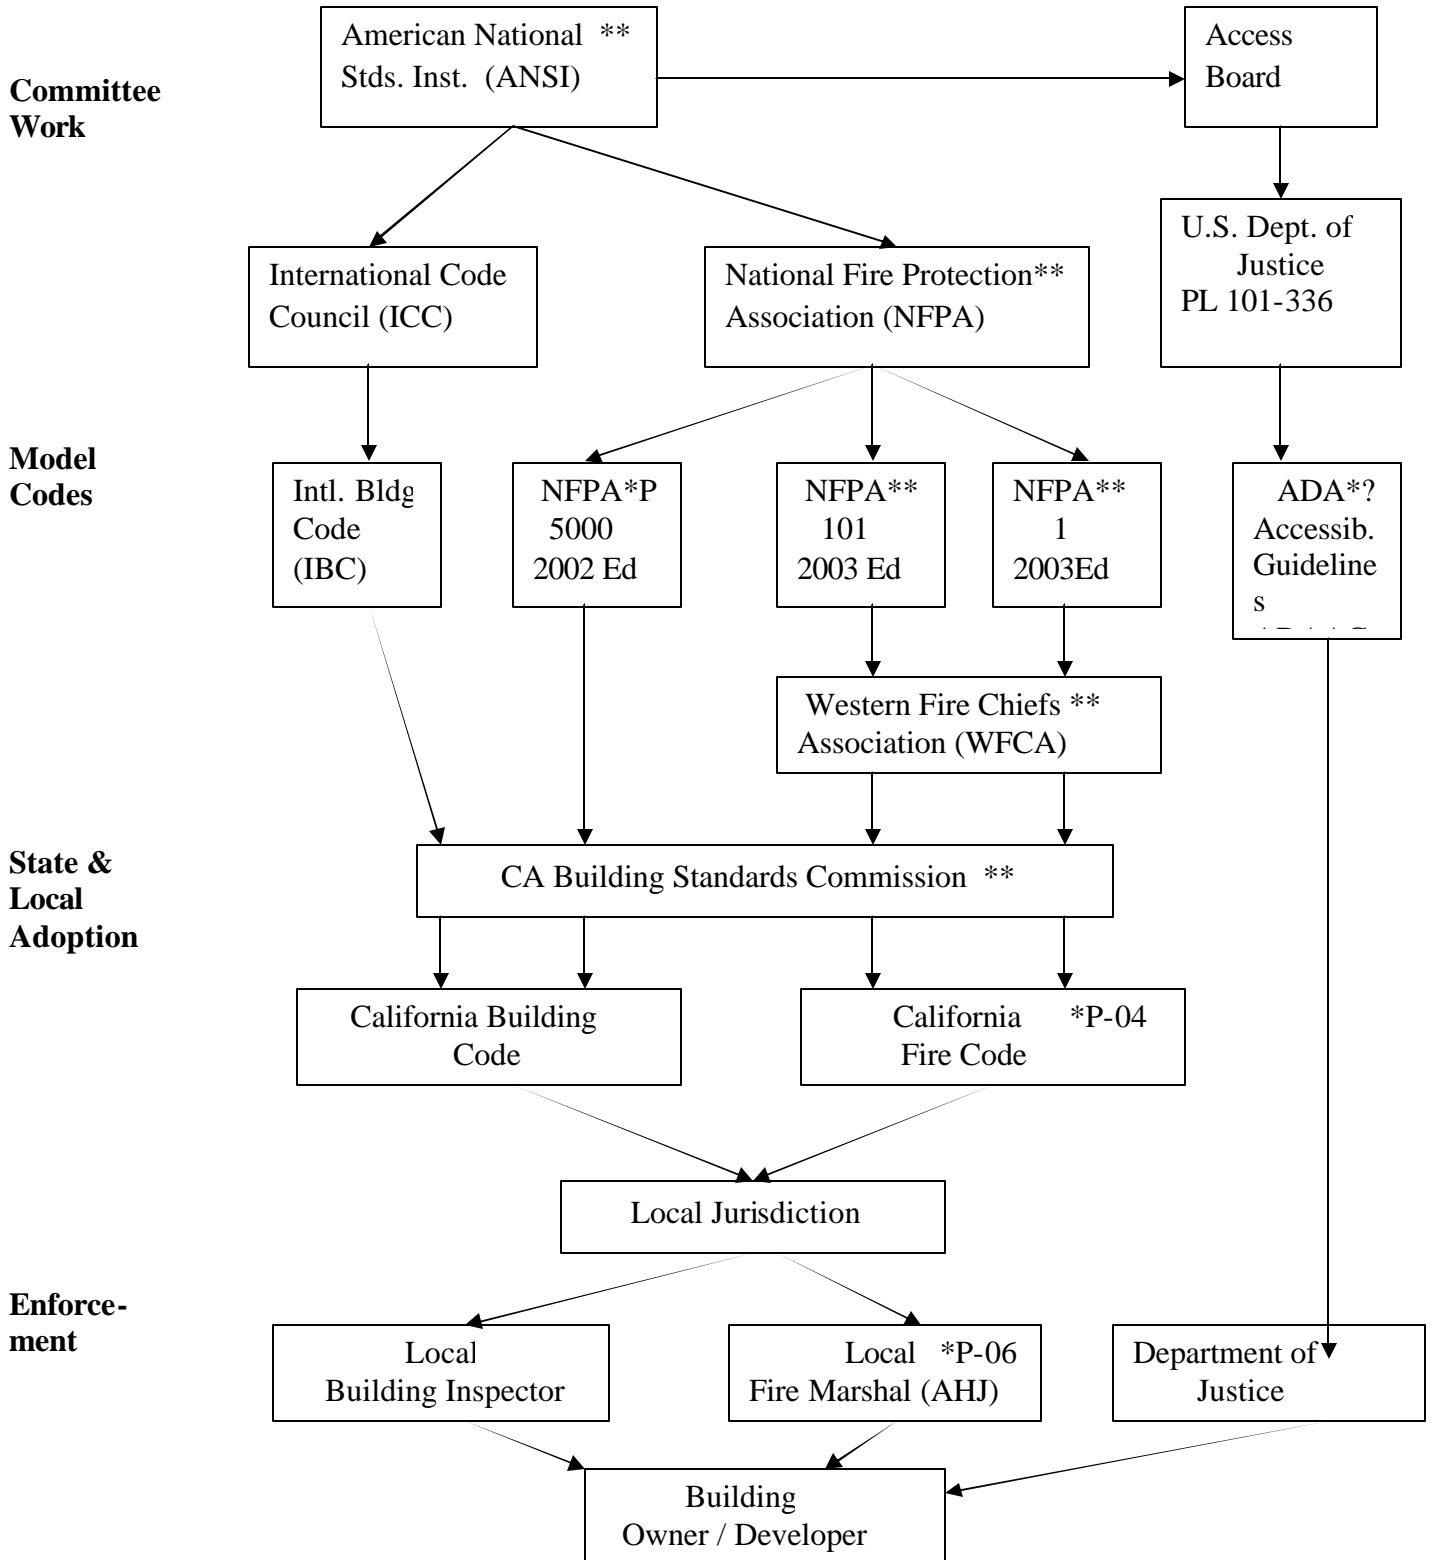 American National **
Stds. Inst. (ANSI)
Access
Board
Committee
Work
U.S. Dept. of
Justice
PL 101-336
International Code
Council (ICC)
National Fire Protection**
Association (NFPA)
Model
Codes
Intl. Bldg
Code
(IBC)
NFPA*P
5000
2002 Ed
NFPA**
101
2003 Ed
NFPA**
1
2003Ed
ADA*?
Accessib.
Guideline
s
Western Fire Chiefs **
Association (WFCA)
State &
Local
Adoption
CA Building Standards Commission **
California Building
Code
California *P-04
Fire Code
Local Jurisdiction
Enforce-
ment
Local
Building Inspector
Local *P-06
Fire Marshal (AHJ)
Department of
Justice
Building
Owner / Developer